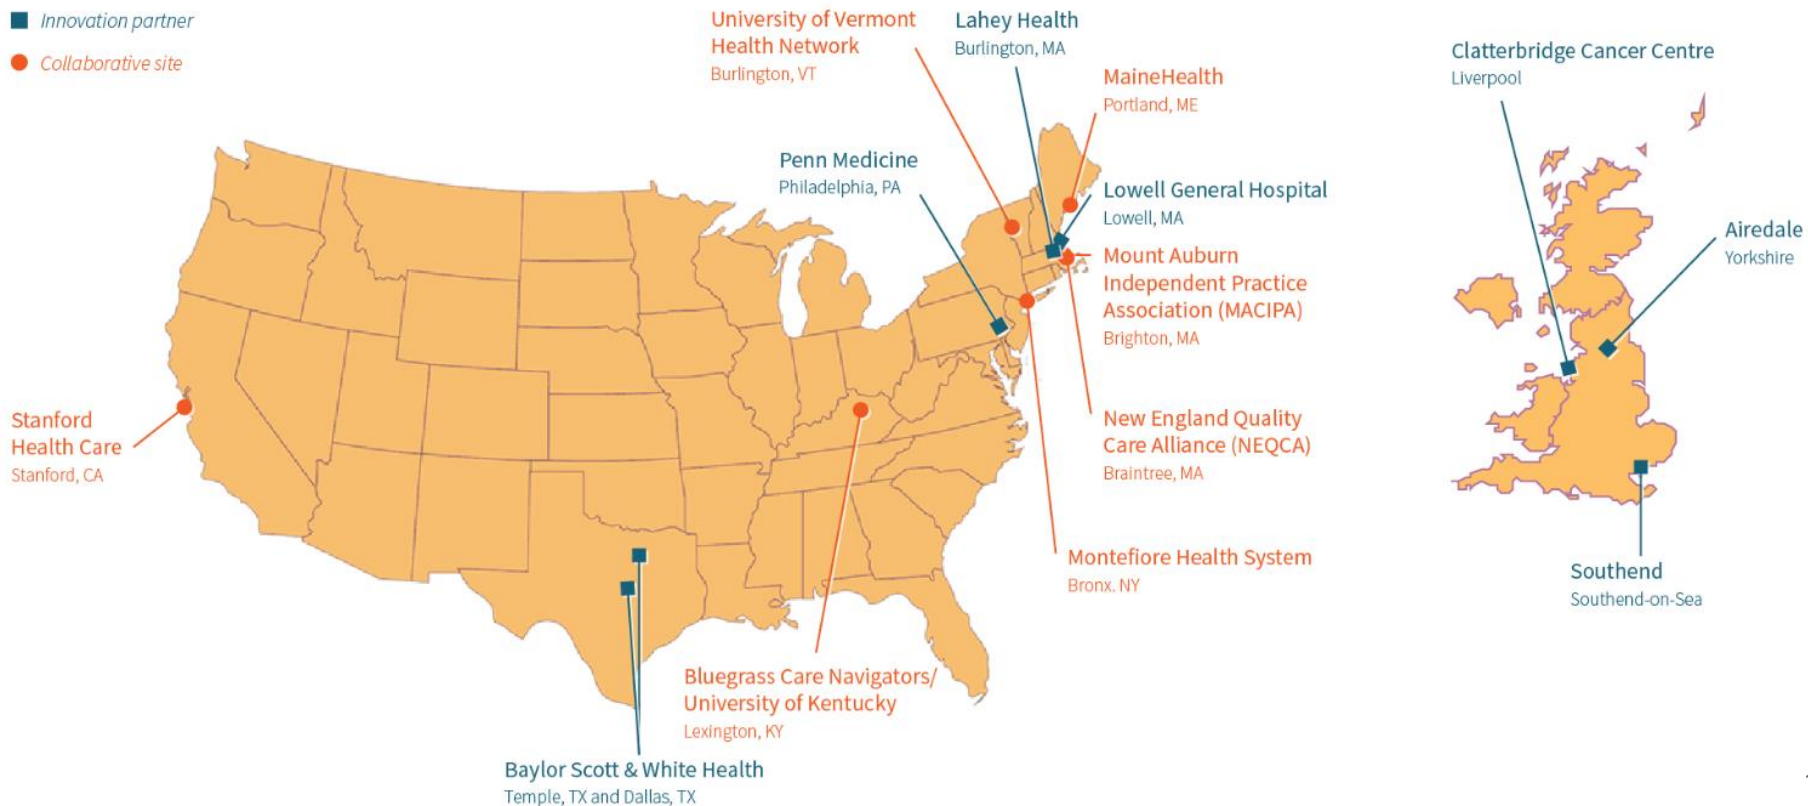 Innovation partner
Collaborative site
University of Vermont
Health Network
Burlington, VT
Lahey Health
Burlington, MA
MaineHealth
Portland, ME
Clatterbridge Cancer Centre
Liverpool
Penn Medicine
Philadelphia, PA
Lowell General Hospital
Lowell, MA
Airedale
Yorkshire
Mount Auburn
Independent Practice
Association (MACIPA)
Brighton, MA
Stanford
Health Care
Stanford, CA
New England Quality
Care Alliance (NEQCA)
Braintree, MA
Montefiore Health System
Bronx. NY
Southend
Southend-on-Sea
Bluegrass Care Navigators/
University of Kentucky
Lexington, KY
Baylor Scott & White Health
Temple, TX and Dallas, TX